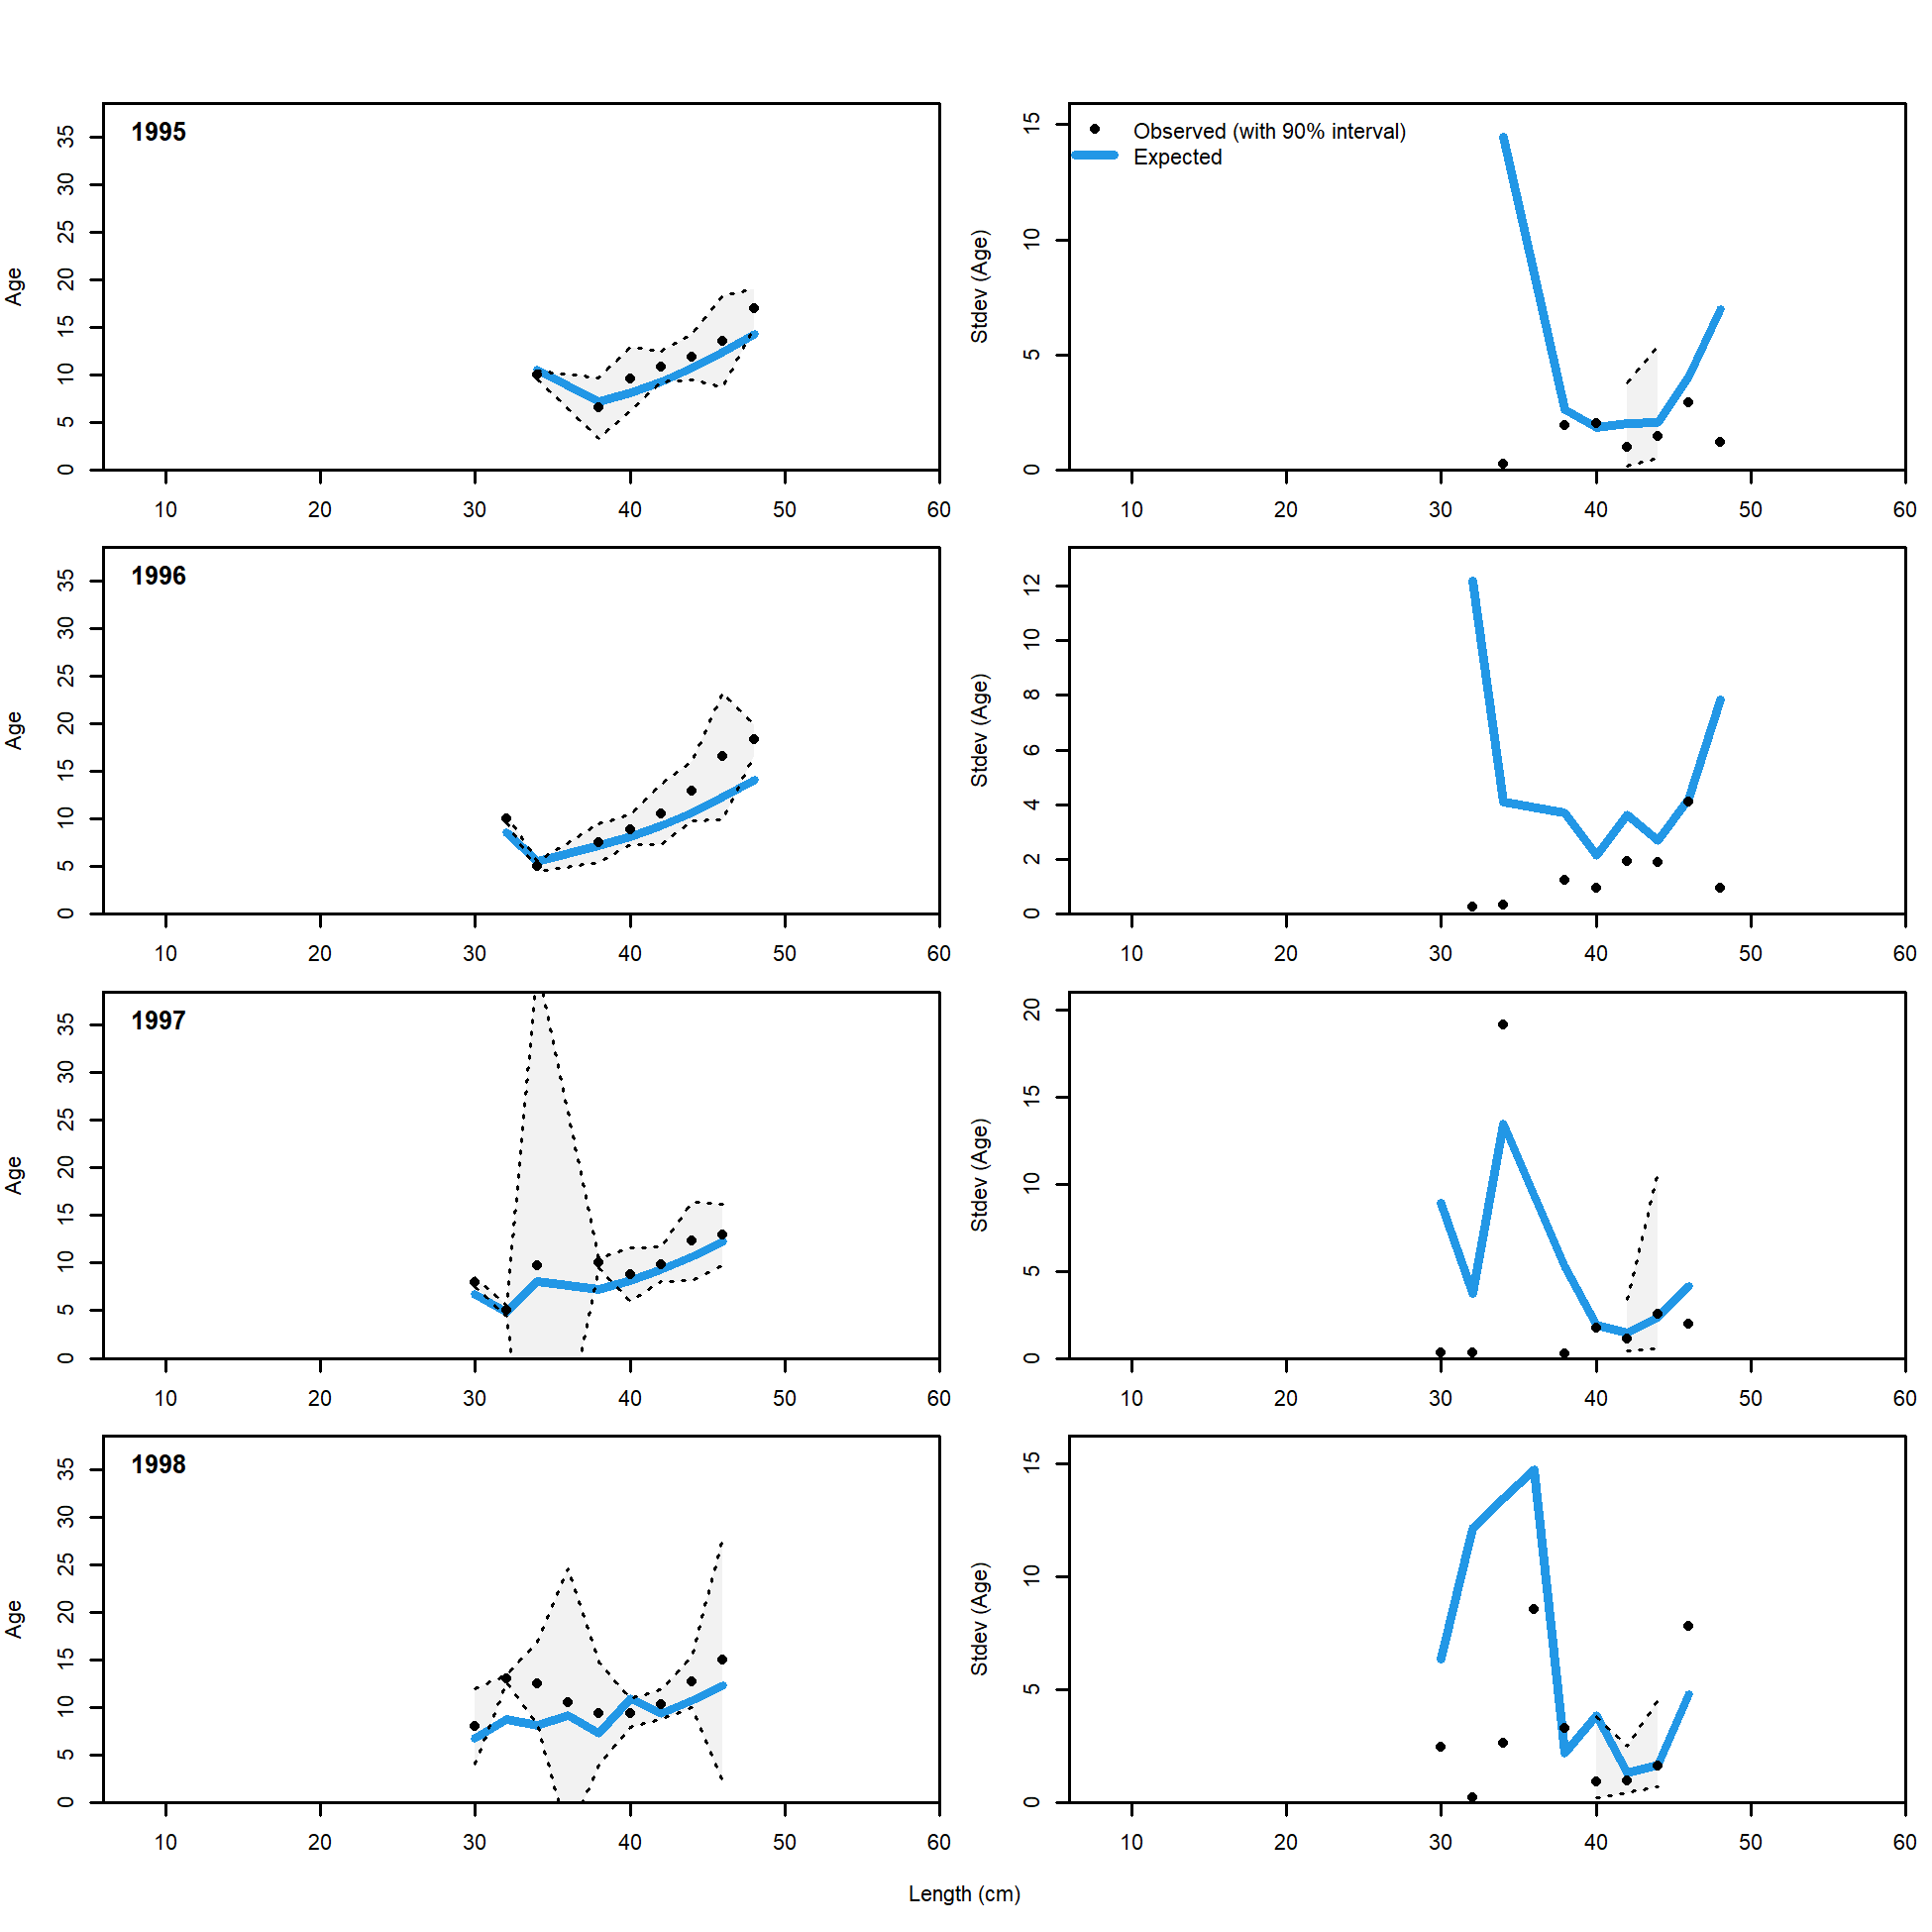 1995
Age
0 5 10 15 20 25 30 35
10 20 30 40 50 60
Observed (with 90% interval)
Expected
Stdev (Age)
0 5 10 15
10 20 30 40 50 60
1996
Age
0 5 10 15 20 25 30 35
10 20 30 40 50 60
Stdev (Age)
0 2 4 6 8 10 12
10 20 30 40 50 60
1997
Age
0 5 10 15 20 25 30 35
10 20 30 40 50 60
Stdev (Age)
0 5 10 15 20
10 20 30 40 50 60
1998
Age
0 5 10 15 20 25 30 35
10 20 30 40 50 60
Stdev (Age)
0 5 10 15
10 20 30 40 50 60
Length (cm)